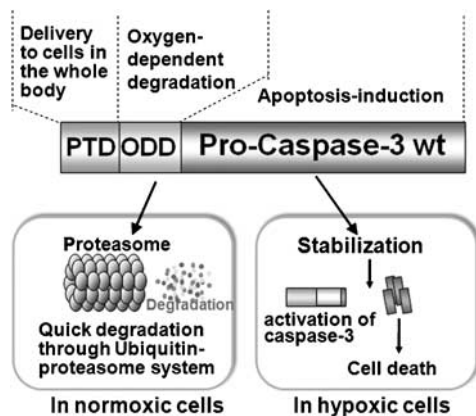 Delivery
to cells in
the whole
body
Oxygen-
dependent
degradation
Apoptosis-induction
PTD ODD Pro-Caspase-3 wt
Proteasome
Degradation
Quick degradation
through Ubiquitin-
proteasome system
In normoxic cells
Stabilization
activation of
caspase-3
Cell death
In hypoxic cells